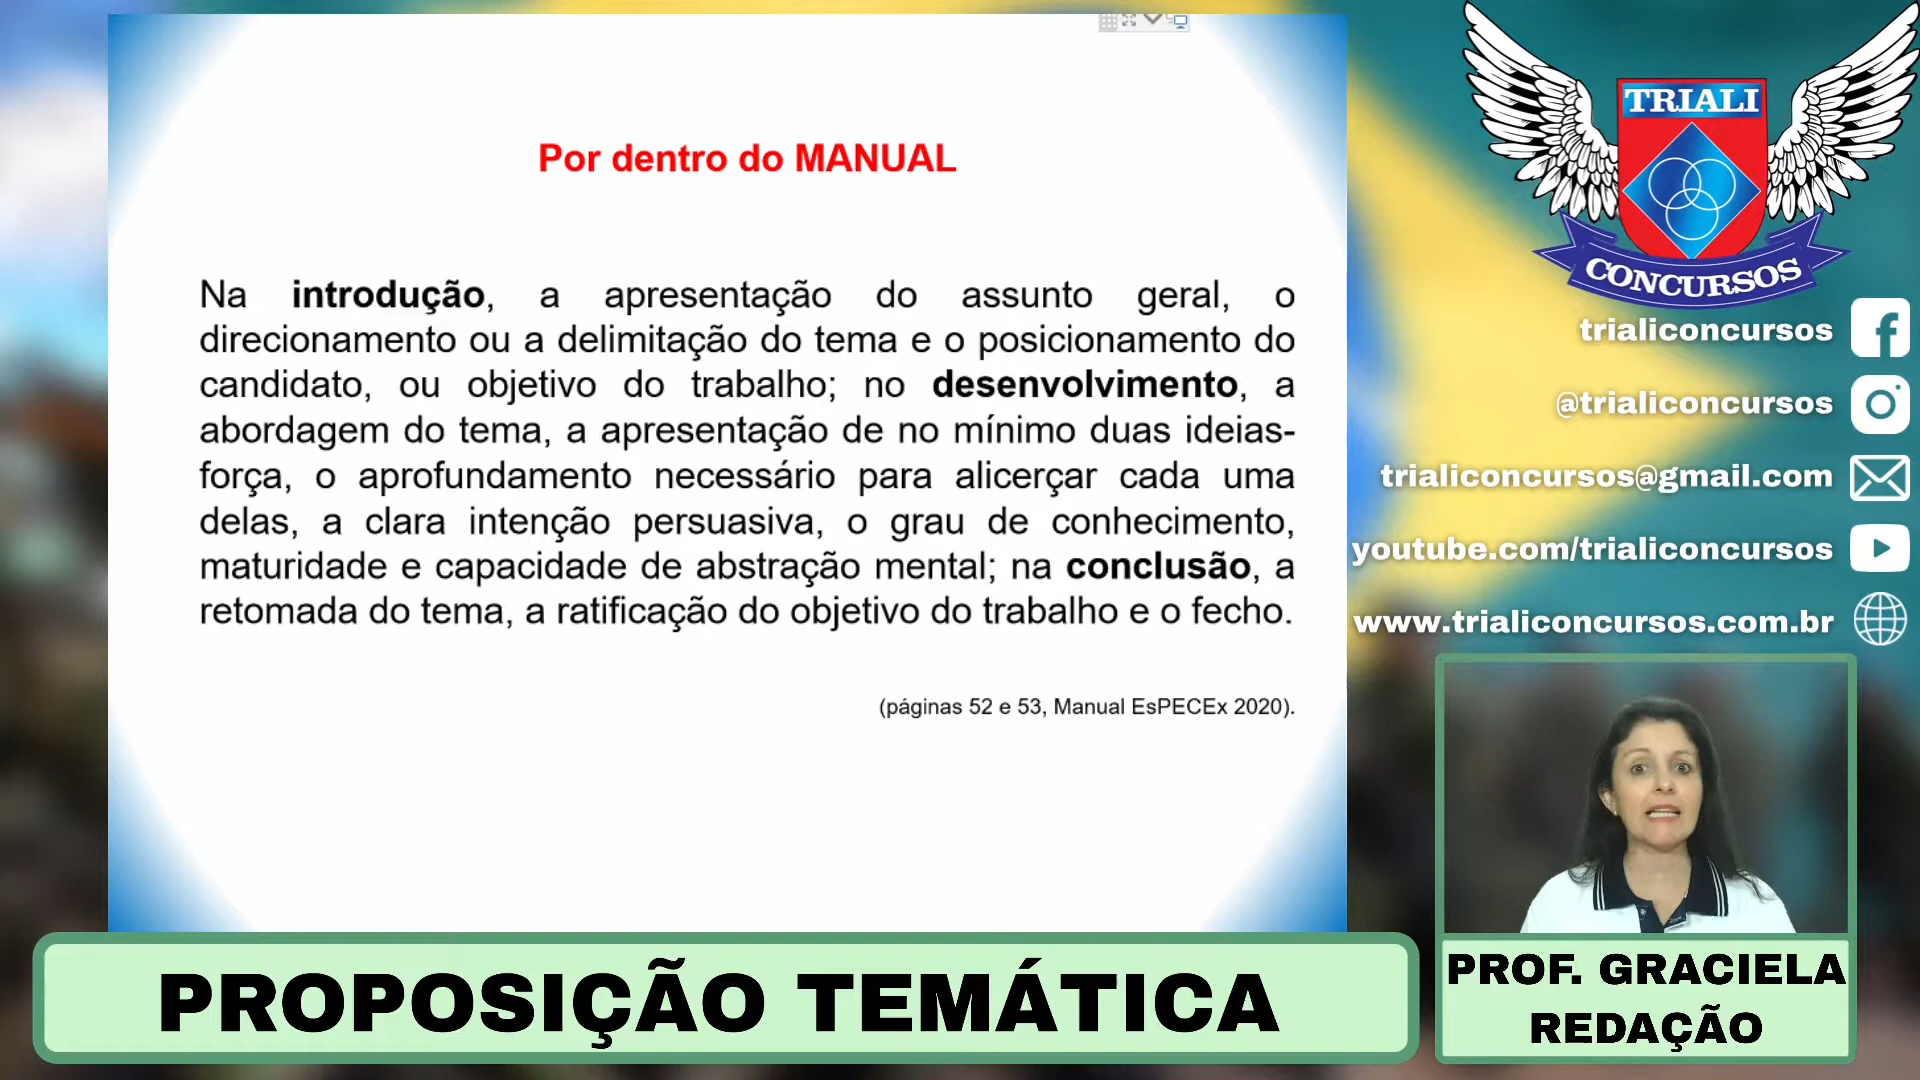 Por dentro do MANUAL
Na introdução, a apresentação do assunto geral, o
direcionamento ou a delimitação do tema e o posicionamento do
candidato, ou objetivo do trabalho; no desenvolvimento, a
abordagem do tema, a apresentação de no mínimo duas ideias-
força, o aprofundamento necessário para alicerçar cada uma
delas, a clara intenção persuasiva, o grau de conhecimento,
maturidade e capacidade de abstração mental; na conclusão, a
retomada do tema, a ratificação do objetivo do trabalho e o fecho.
(páginas 52 e 53, Manual EsPECEx 2020).
TRIALI
CONCURSOS
trialiconcursos
@trialiconcursos
trialiconcursos@gmail.com
youtube.com/trialiconcursos
www.trialiconcursos.com.br
PROPOSIÇÃO TEMÁTICA
PROF. GRACIELA
REDAÇÃO